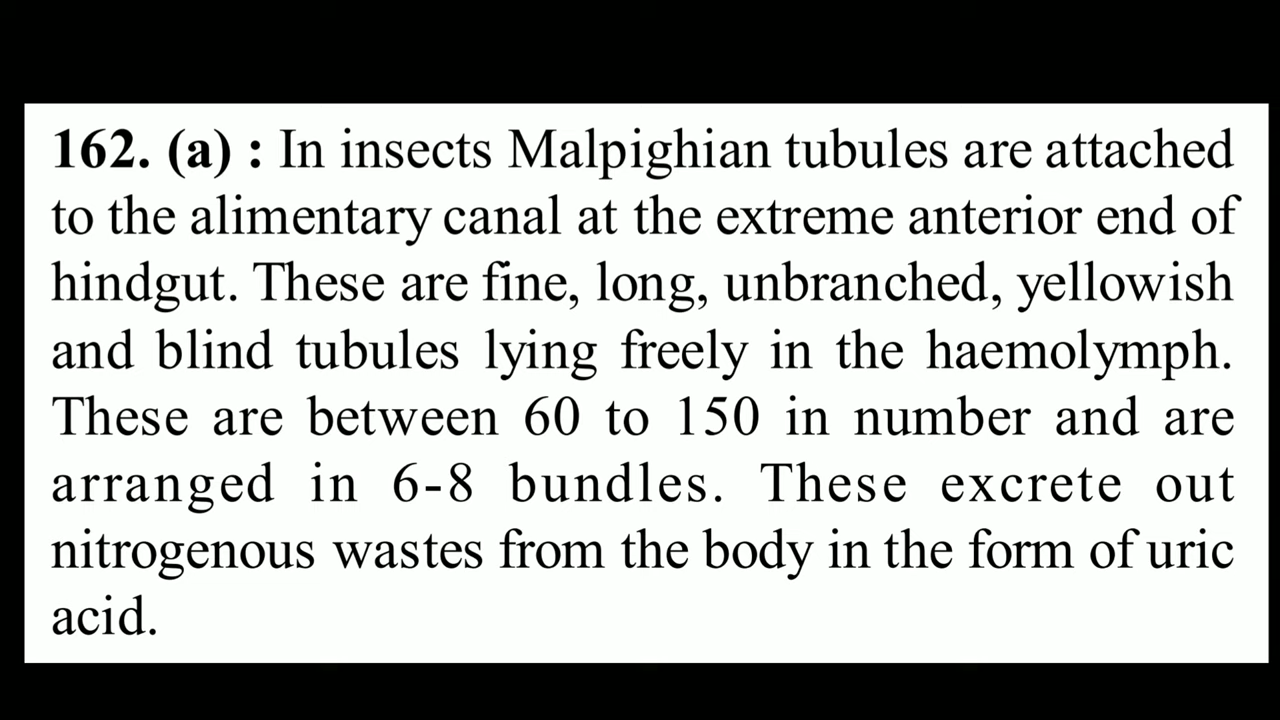 162. (a) : In insects Malpighian tubules are attached
to the alimentary canal at the extreme anterior end of
hindgut. These are fine, long, unbranched, yellowish
and blind tubules lying freely in the haemolymph.
These are between 60 to 150 in number and are
arranged in 6-8 bundles. These excrete out
nitrogenous wastes from the body in the form of uric
acid.